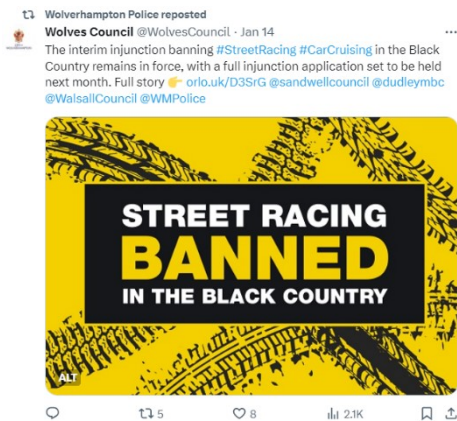 Wolverhampton Police reposted
Wolves Council @WolvesCouncil · Jan 14
The interim injunction banning #StreetRacing #CarCruising in the Black
Country remains in force, with a full injunction application set to be held
next month. Full story 👉 orlo.uk/D3SrG @sandwellcouncil @dudleymbc
@WalsallCouncil @WMPolice
STREET RACING
BANNED
IN THE BLACK COUNTRY
ALT
5 8 2.1K